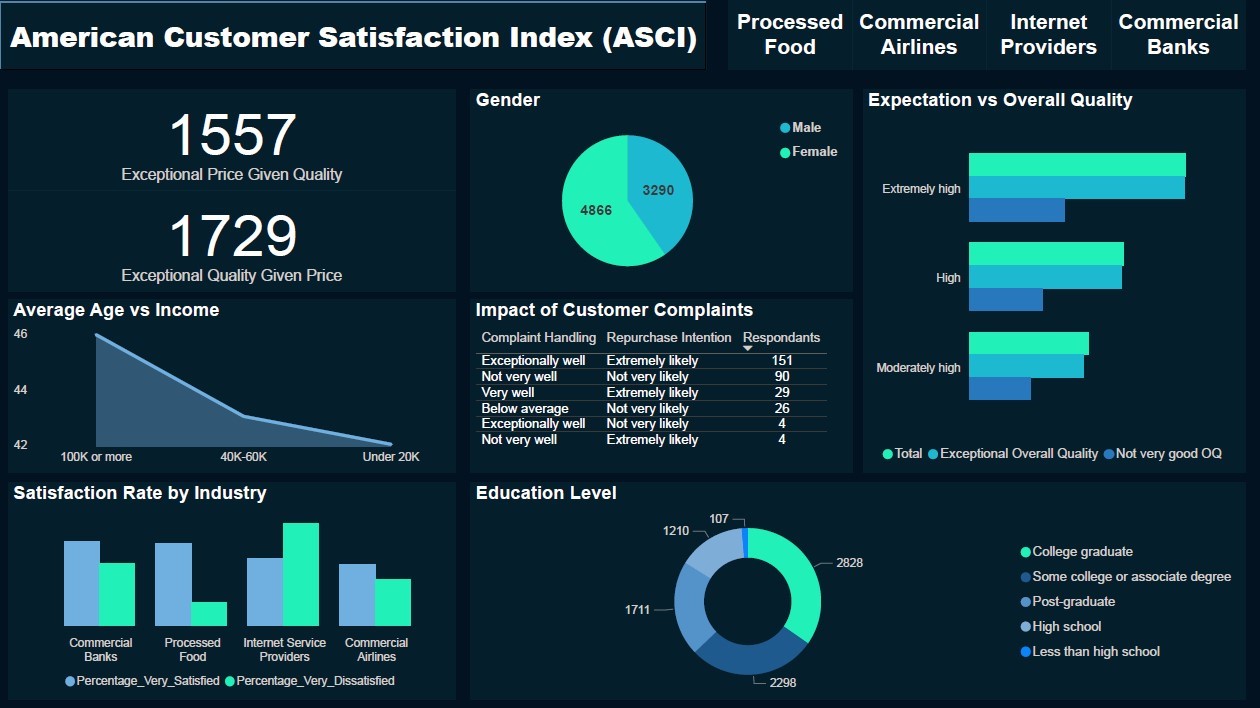 American Customer Satisfaction Index (ASCI)
Processed
Food
Commercial
Airlines
Internet
Providers
Commercial
Banks
1557
Exceptional Price Given Quality
1729
Exceptional Quality Given Price
Gender
Male
Female
3290
4866
Expectation vs Overall Quality
Extremely high
High
Moderately high
Total Exceptional Overall Quality Not very good OQ
Average Age vs Income
46
44
42
100K or more 40K-60K Under 20K
Impact of Customer Complaints
Complaint Handling Repurchase Intention Respondants
Exceptionally well Extremely likely 151
Not very well Not very likely 90
Very well Extremely likely 29
Below average Not very likely 26
Exceptionally well Not very likely 4
Not very well Extremely likely 4
Satisfaction Rate by Industry
Commercial
Banks
Processed
Food
Internet Service
Providers
Commercial
Airlines
Percentage_Very_Satisfied Percentage_Very_Dissatisfied
Education Level
107
1210
2828
1711
2298
College graduate
Some college or associate degree
Post-graduate
High school
Less than high school